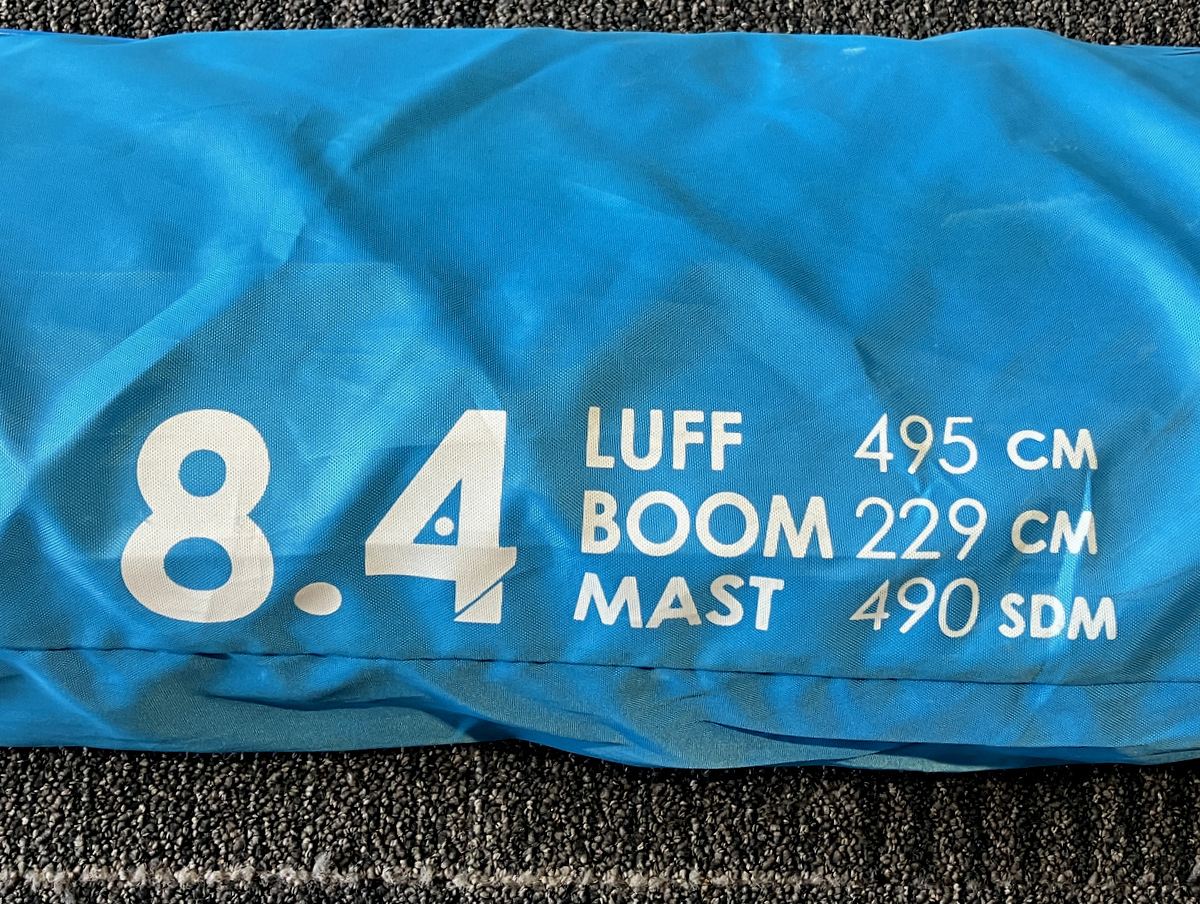 8.4
LUFF 495 CM
BOOM 229 CM
MAST 490 SDM